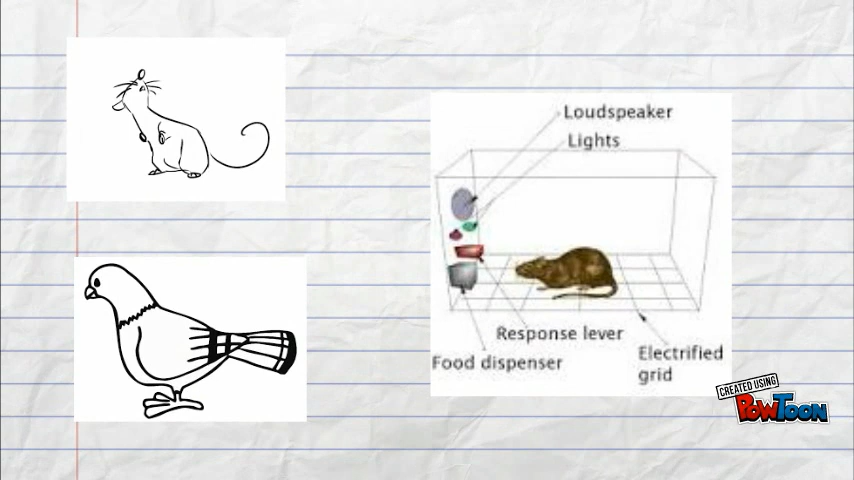 Loudspeaker
Lights
Response lever
Food dispenser
Electrified
grid
CREATED USING
POWTOON